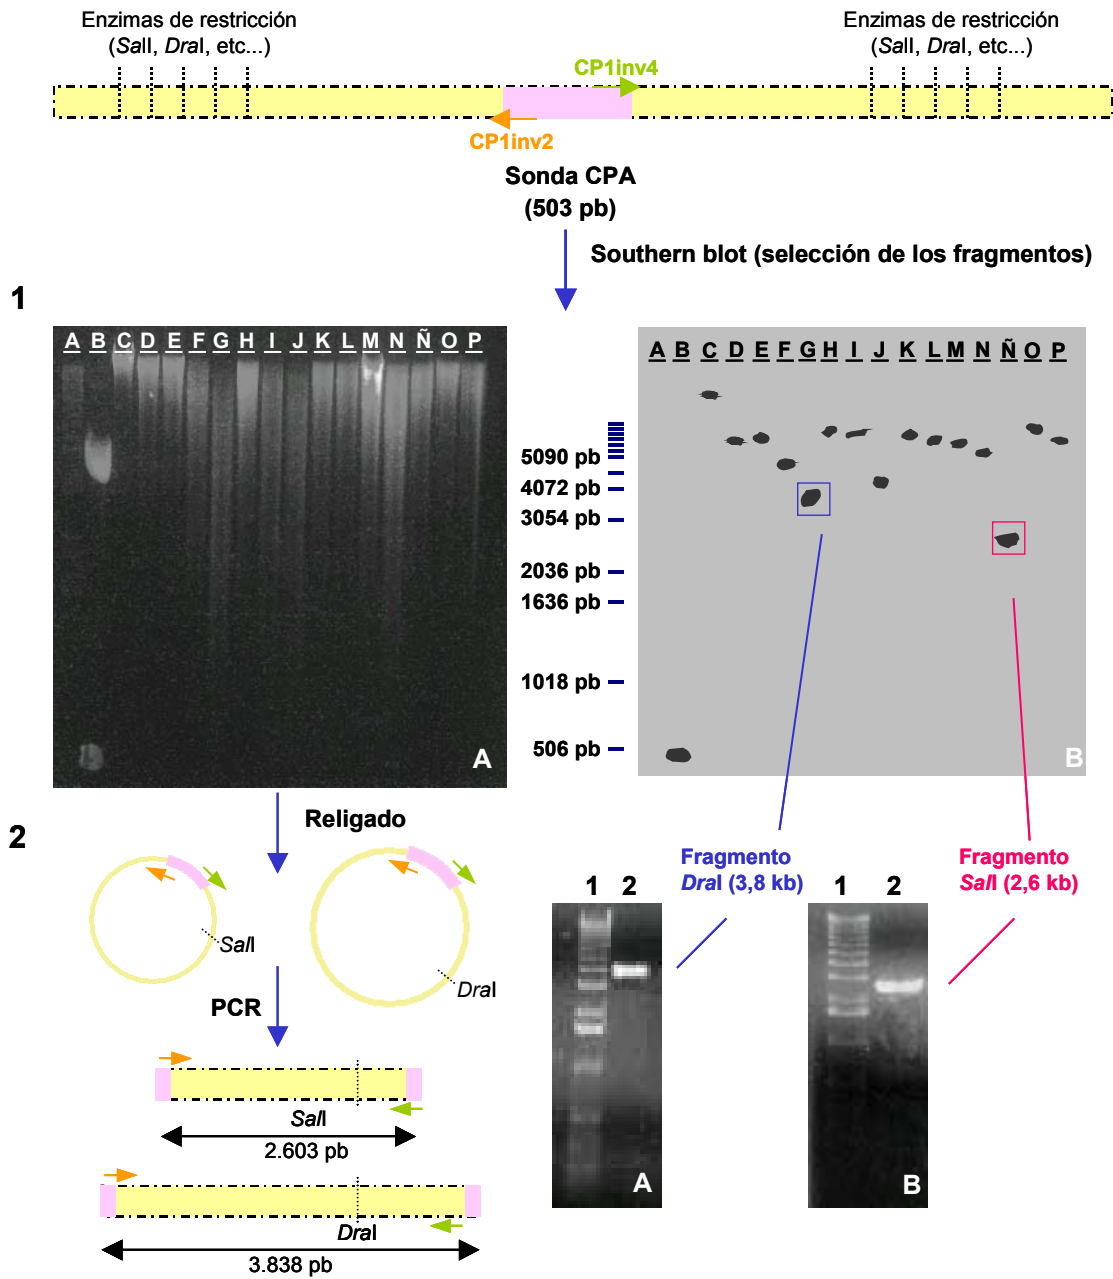 Enzimas de restricción
(SalI, DraI, etc...)
Enzimas de restricción
(SalI, DraI, etc...)
CP1inv4
CP1inv2
Sonda CPA
(503 pb)
Southern blot (selección de los fragmentos)
1
A B C D E F G H I J K L M N Ñ O P
A
A B C D E F G H I J K L M N Ñ O P
5090 pb
4072 pb
3054 pb
2036 pb
1636 pb
1018 pb
506 pb
B
2
Religado
SalI
DraI
PCR
SalI
2.603 pb
DraI
3.838 pb
Fragmento
DraI (3,8 kb)
1 2
A
Fragmento
SalI (2,6 kb)
1 2
B